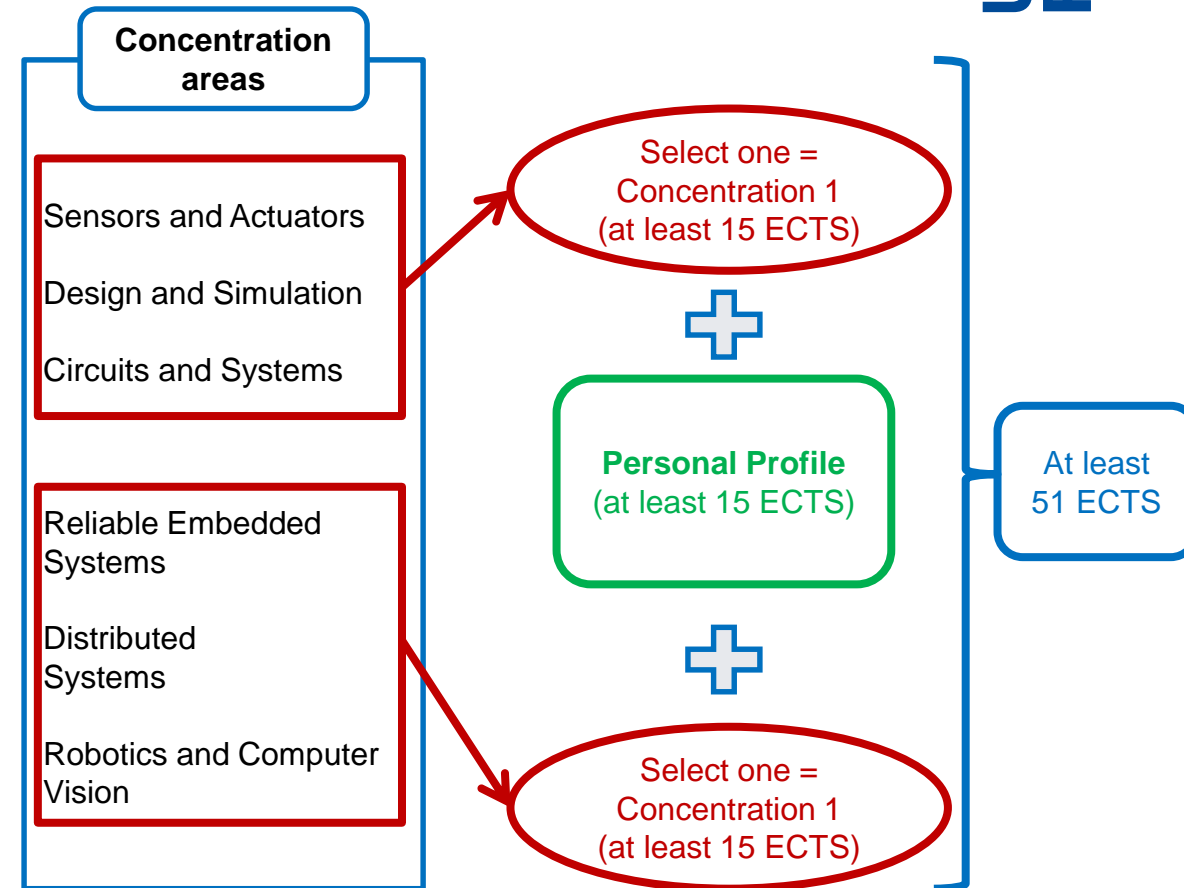 Concentration
areas
Sensors and Actuators
Design and Simulation
Circuits and Systems
Reliable Embedded
Systems
Distributed
Systems
Robotics and Computer
Vision
Select one =
Concentration 1
(at least 15 ECTS)
Personal Profile
(at least 15 ECTS)
Select one =
Concentration 1
(at least 15 ECTS)
At least
51 ECTS